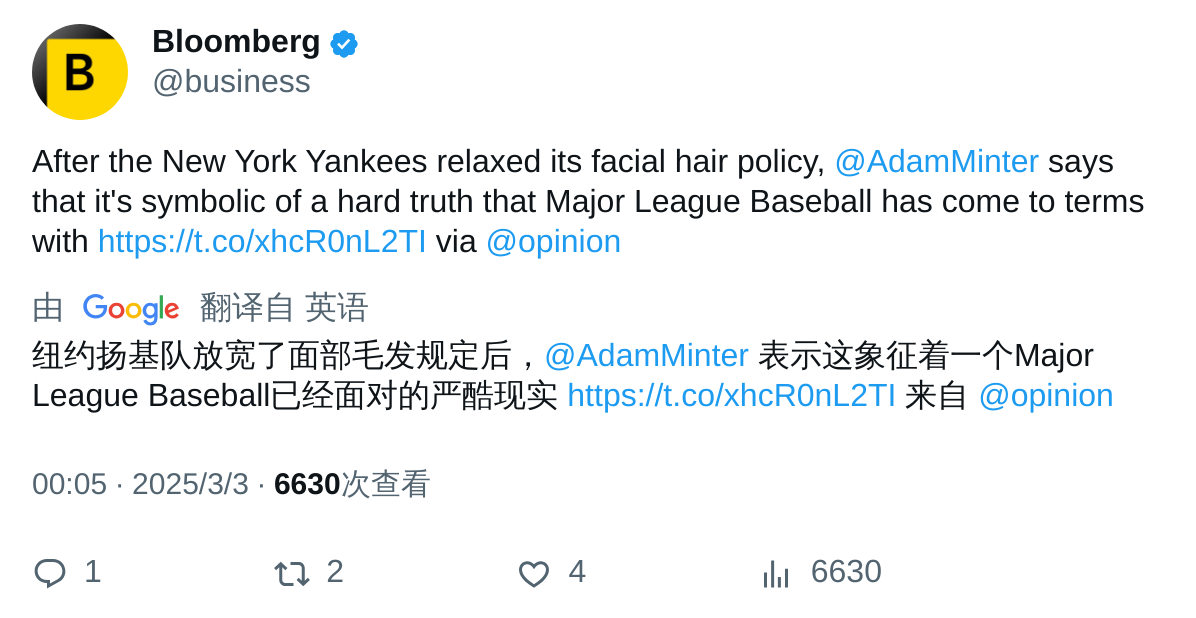 B
Bloomberg
@business
After the New York Yankees relaxed its facial hair policy, @AdamMinter says
that it's symbolic of a hard truth that Major League Baseball has come to terms
with https://t.co/xhcR0nL2TI via @opinion
由 Google 翻译自 英语
纽约扬基队放宽了面部毛发规定后，@AdamMinter 表示这象征着一个Major
League Baseball已经面对的严酷现实 https://t.co/xhcR0nL2TI 来自 @opinion
00:05 · 2025/3/3 · 6630次查看
1 2 4 6630